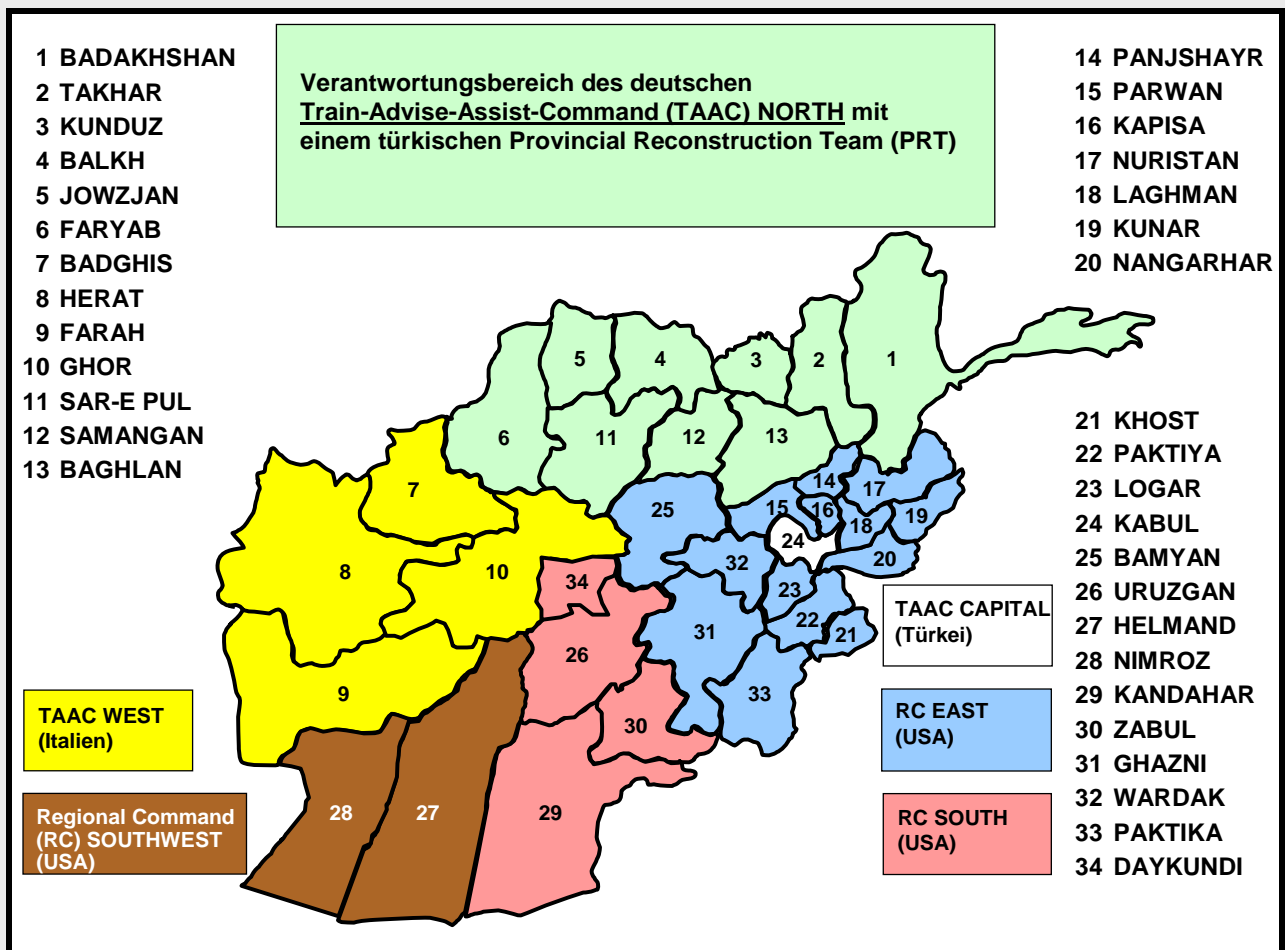 1 BADAKHSHAN
2 TAKHAR
3 KUNDUZ
4 BALKH
5 JOWZJAN
6 FARYAB
7 BADGHIS
8 HERAT
9 FARAH
10 GHOR
11 SAR-E PUL
12 SAMANGAN
13 BAGHLAN
Verantwortungsbereich des deutschen
Train-Advise-Assist-Command (TAAC) NORTH mit
einem türkischen Provincial Reconstruction Team (PRT)
14 PANJSHAYR
15 PARWAN
16 KAPISA
17 NURISTAN
18 LAGHMAN
19 KUNAR
20 NANGARHAR
21 KHOST
22 PAKTIYA
23 LOGAR
24 KABUL
25 BAMYAN
26 URUZGAN
27 HELMAND
28 NIMROZ
29 KANDAHAR
30 ZABUL
31 GHAZNI
32 WARDAK
33 PAKTIKA
34 DAYKUNDI
5
4
3
2
1
6
11
12
13
7
25
14
17
15
16
18
19
24
20
32
8
10
34
23
22
21
31
26
33
9
30
28
27
29
TAAC WEST
(Italien)
Regional Command
(RC) SOUTHWEST
(USA)
TAAC CAPITAL
(Türkei)
RC EAST
(USA)
RC SOUTH
(USA)